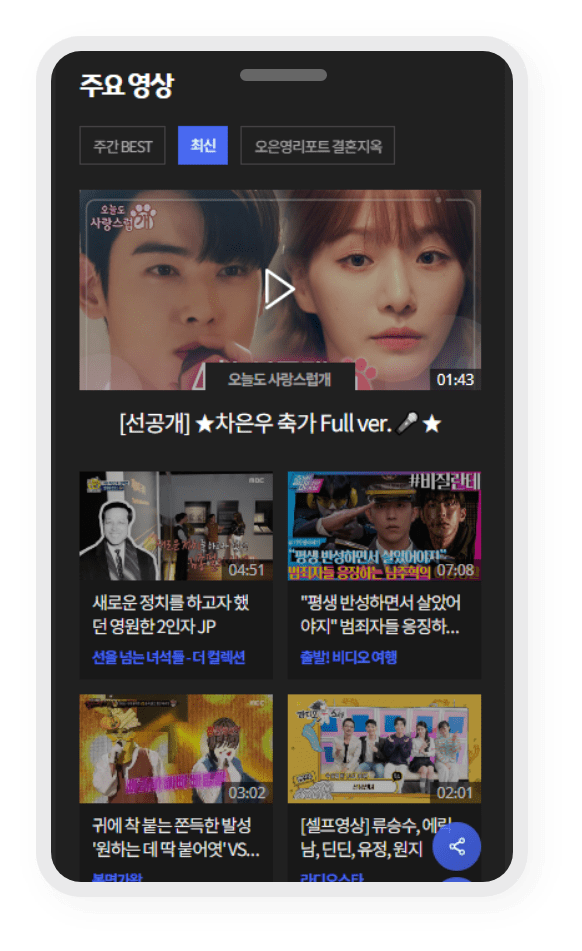 주요 영상
주간 BEST
최신
오은영리포트 결혼지옥
오늘도
사랑스럽개
오늘도 사랑스럽개
01:43
[선공개] ★차은우 축가 Full ver. 🎤 ★
MBC
04:51
#비질란테
"평생 반성하면서 살았어야지"
범죄자들 응징하는 남주혁의
07:08
새로운 정치를 하고자 했
던 영원한 2인자 JP
선을 넘는 녀석들 - 더 컬렉션
"평생 반성하면서 살았어
야지" 범죄자들 응징하...
출발! 비디오 여행
03:02
02:01
귀에 착 붙는 쫀득한 발성
'원하는 데 딱 붙어엿' VS...
복면가왕
[셀프영상] 류승수, 에릭
남, 딘딘, 유정, 원지
라디오스타